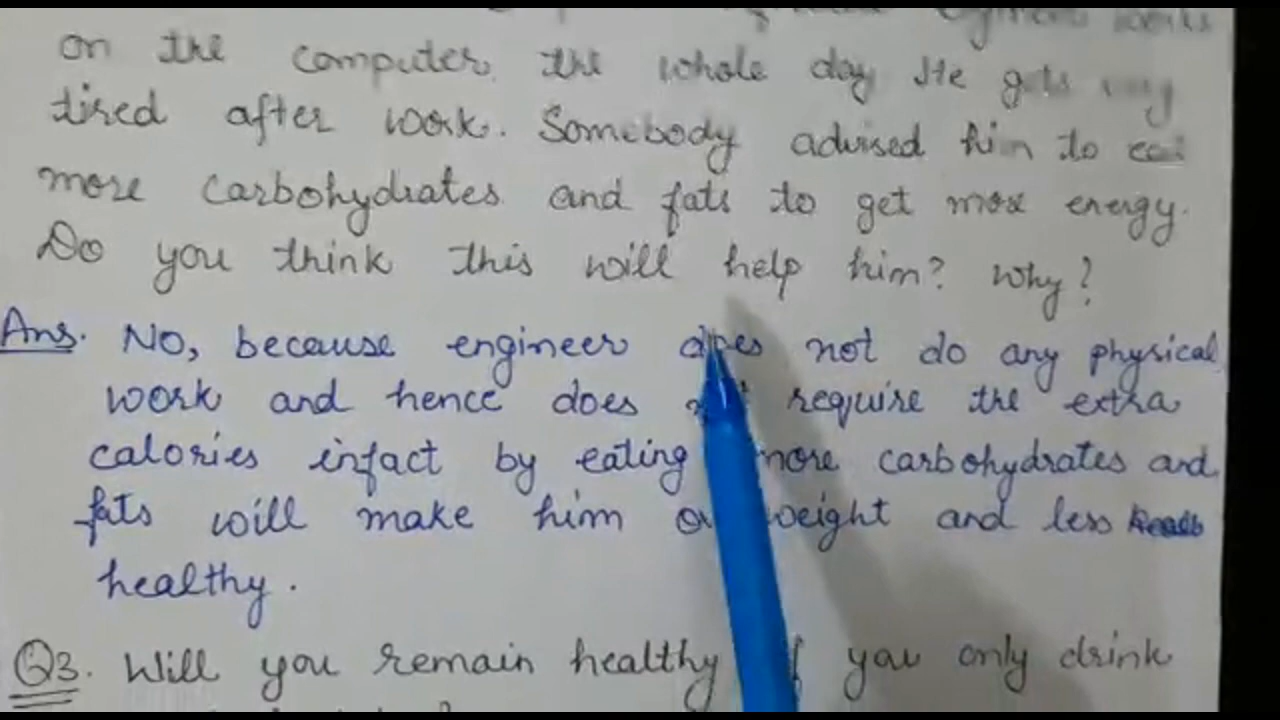 on the computer the whole day He gets very
tired after work. Somebody advised him to eat
more carbohydrates and fats to get more energy.
Do you think this will help him? Why?
Ans. No, because engineer does not do any physical
work and hence does require the extra
calories infact by eating more carbohydrates and
fats will make him weight and less
healthy.
Q3. Will you remain healthy if you only drink